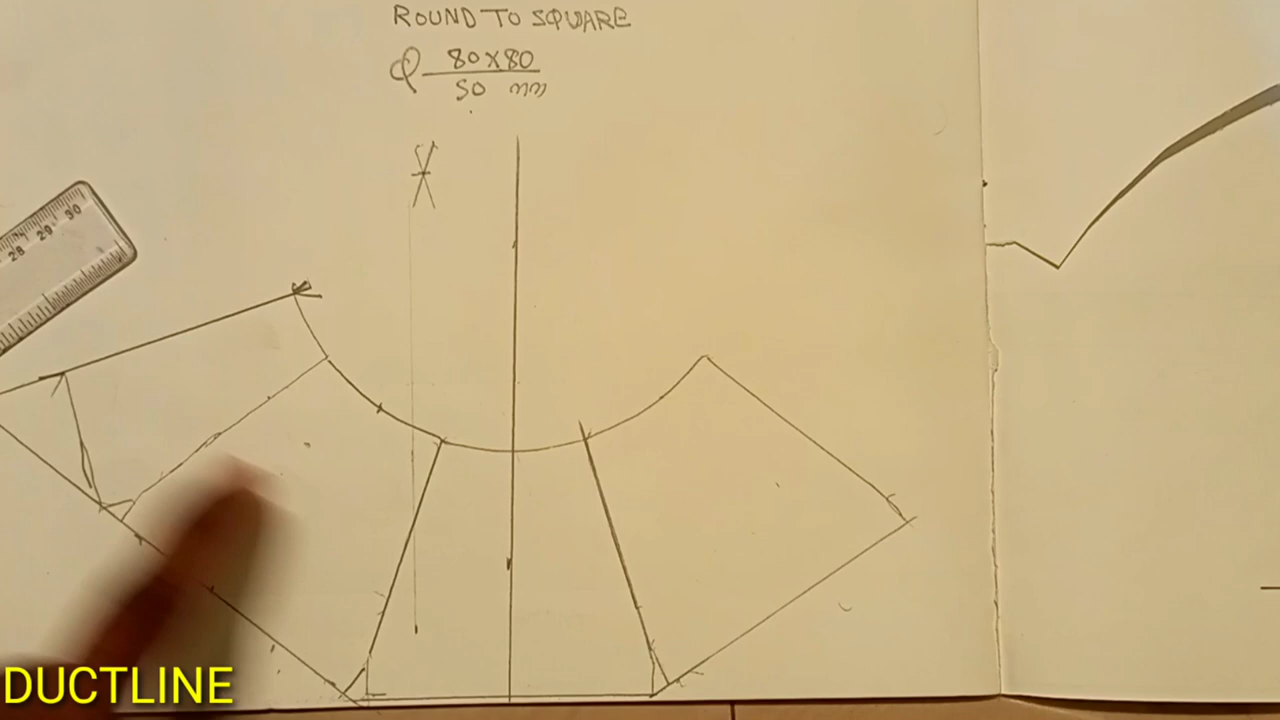 ROUND TO SQUARE
φ 80x80
50 mm
28 29 30
DUCTLINE